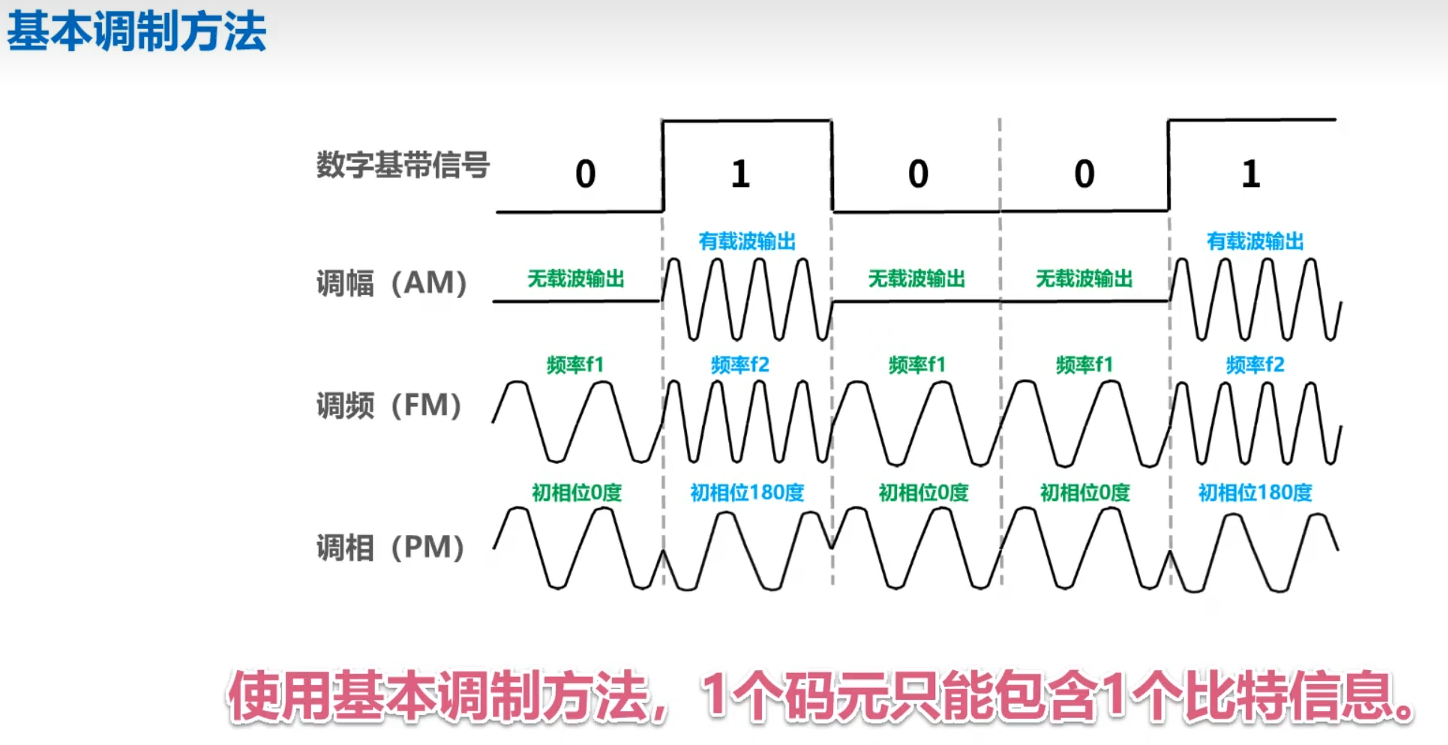 基本调制方法
数字基带信号 0 1 0 0 1
有载波输出 有载波输出
调幅（AM） 无载波输出 无载波输出 无载波输出
频率f1 频率f2 频率f1 频率f1 频率f2
调频（FM）
初相位0度 初相位180度 初相位0度 初相位0度 初相位180度
调相（PM）
使用基本调制方法，1个码元只能包含1个比特信息。